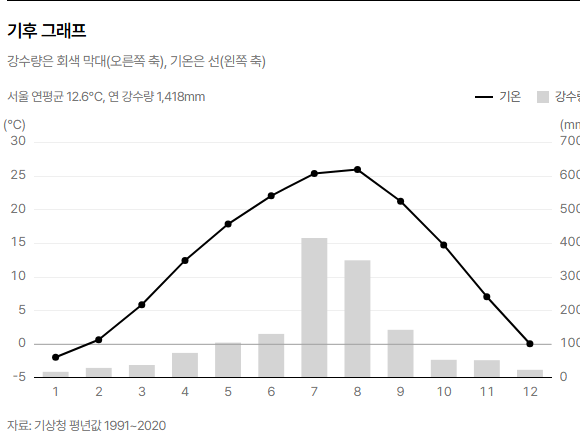 기후 그래프
강수량은 회색 막대(오른쪽 축), 기온은 선(왼쪽 축)
서울 연평균 12.6°C, 연 강수량 1,418mm
기온 강수량
(°C) (mm
30 700
25 600
20 500
15 400
10 300
5 200
0 100
-5 0
1 2 3 4 5 6 7 8 9 10 11 12
자료: 기상청 평년값 1991~2020